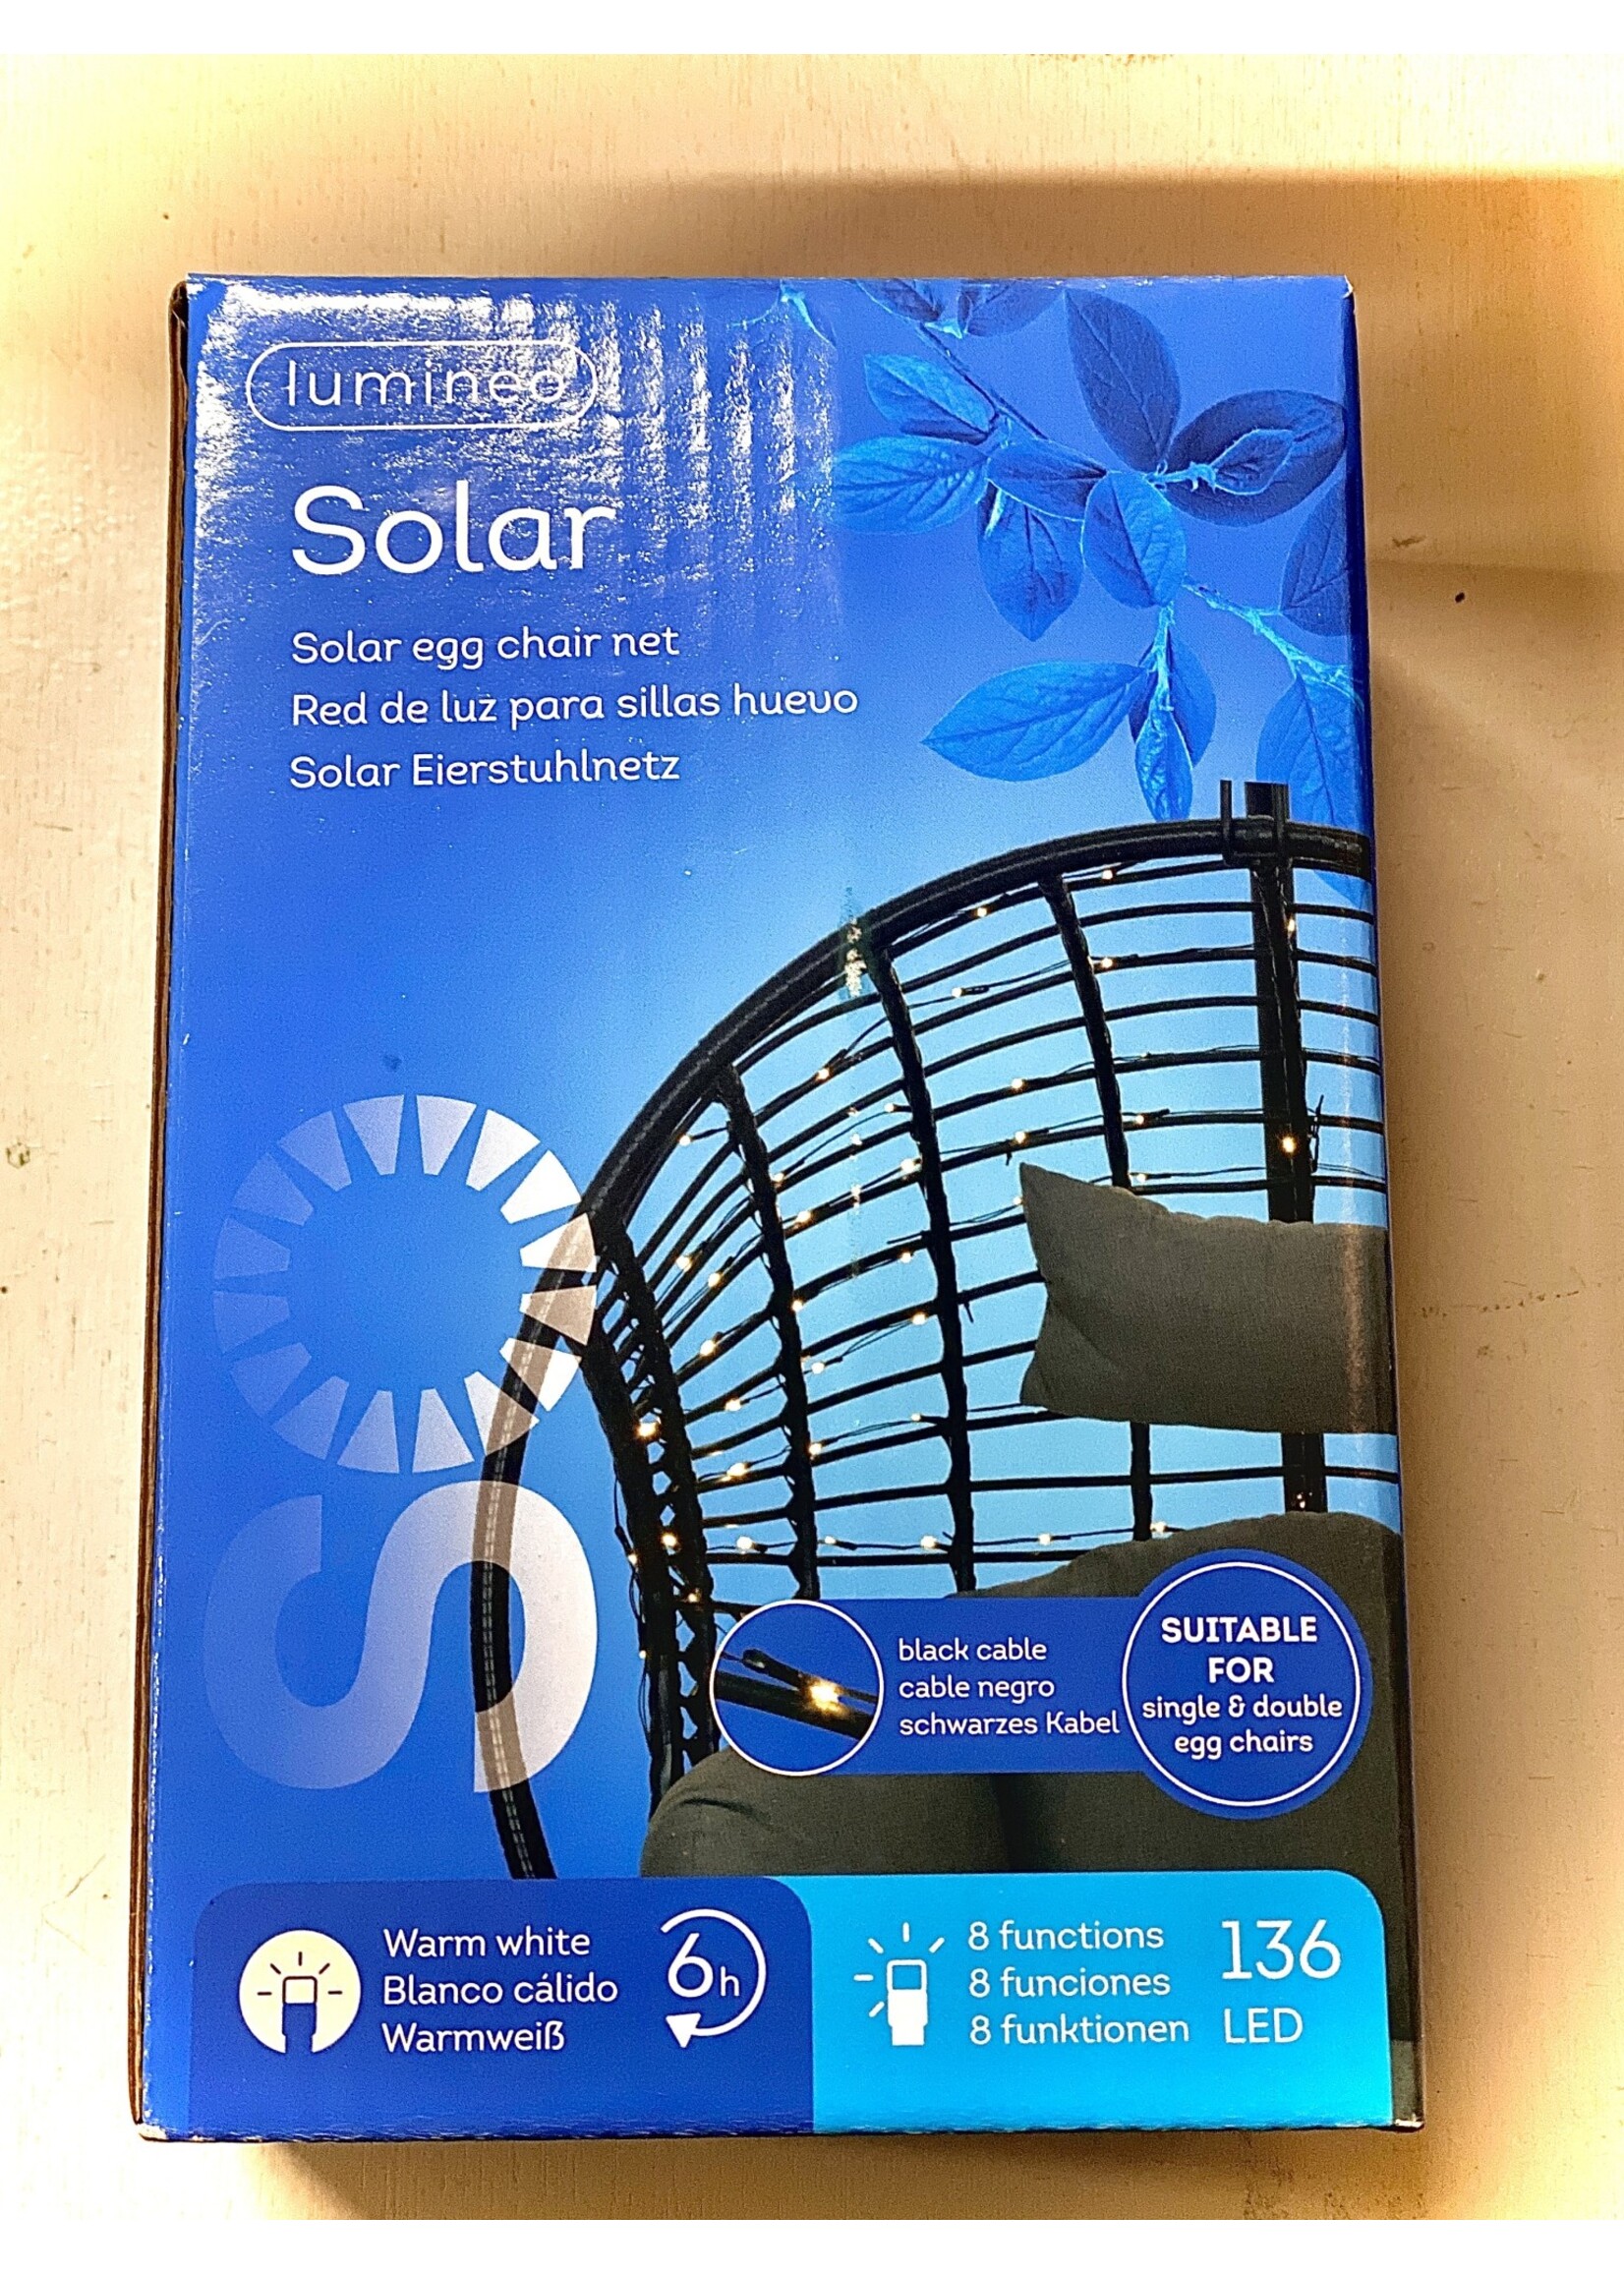 lumineo
Solar
Solar egg chair net
Red de luz para sillas huevo
Solar Eierstuhlnetz
so
black cable
cable negro
schwarzes Kabel
SUITABLE
FOR
single & double
egg chairs
Warm white
Blanco cálido
Warmweiß
6h
8 functions
8 funciones
8 funktionen
136
LED